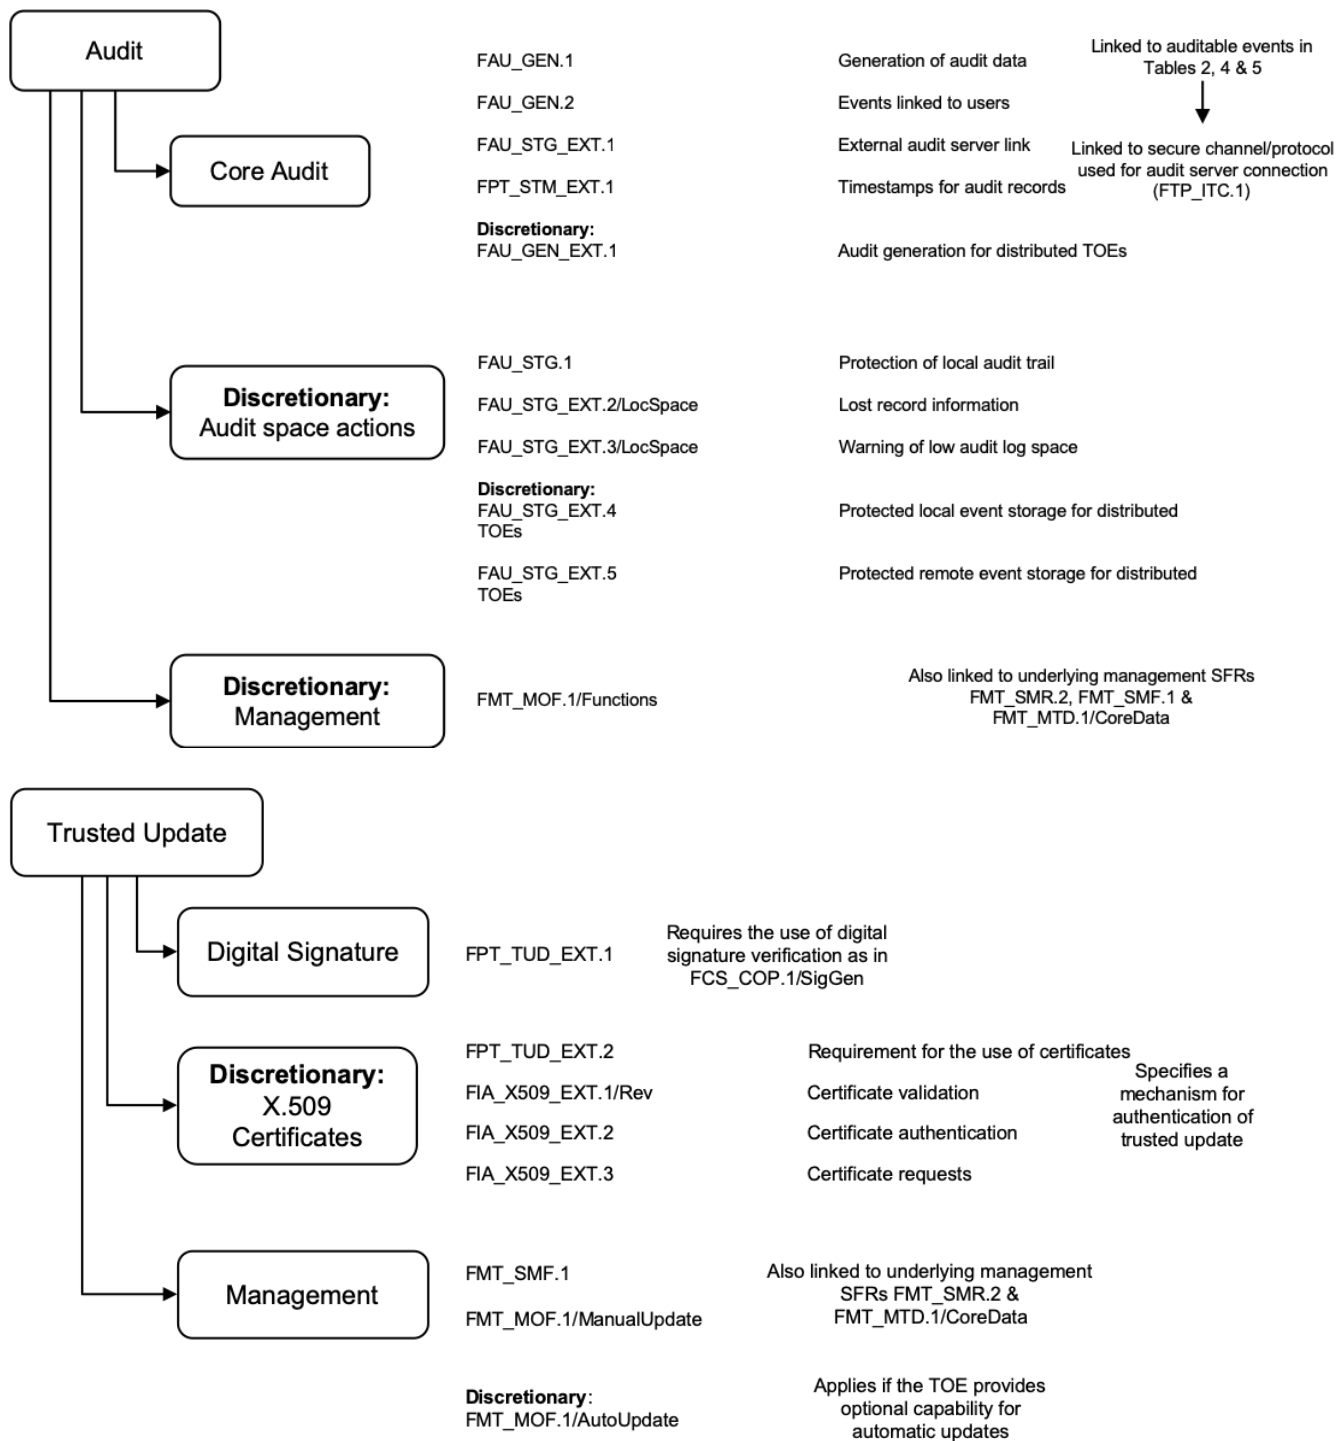 Audit
FAU_GEN.1
Generation of audit data
Linked to auditable events in
Tables 2, 4 & 5
FAU_GEN.2
Events linked to users
Core Audit
FAU_STG_EXT.1
External audit server link
Linked to secure channel/protocol
used for audit server connection
(FTP_ITC.1)
FPT_STM_EXT.1
Timestamps for audit records
Discretionary:
FAU_GEN_EXT.1
Audit generation for distributed TOEs
Discretionary:
Audit space actions
FAU_STG.1
Protection of local audit trail
FAU_STG_EXT.2/LocSpace
Lost record information
FAU_STG_EXT.3/LocSpace
Warning of low audit log space
Discretionary:
FAU_STG_EXT.4
Protected local event storage for distributed
TOEs
FAU_STG_EXT.5
Protected remote event storage for distributed
TOEs
Discretionary:
Management
FMT_MOF.1/Functions
Also linked to underlying management SFRs
FMT_SMR.2, FMT_SMF.1 &
FMT_MTD.1/CoreData
Trusted Update
Digital Signature
FPT_TUD_EXT.1
Requires the use of digital
signature verification as in
FCS_COP.1/SigGen
Discretionary:
X.509
Certificates
FPT_TUD_EXT.2
Requirement for the use of certificates
FIA_X509_EXT.1/Rev
Certificate validation
FIA_X509_EXT.2
Certificate authentication
FIA_X509_EXT.3
Certificate requests
Specifies a
mechanism for
authentication of
trusted update
Management
FMT_SMF.1
FMT_MOF.1/ManualUpdate
Also linked to underlying management
SFRs FMT_SMR.2 &
FMT_MTD.1/CoreData
Discretionary:
FMT_MOF.1/AutoUpdate
Applies if the TOE provides
optional capability for
automatic updates